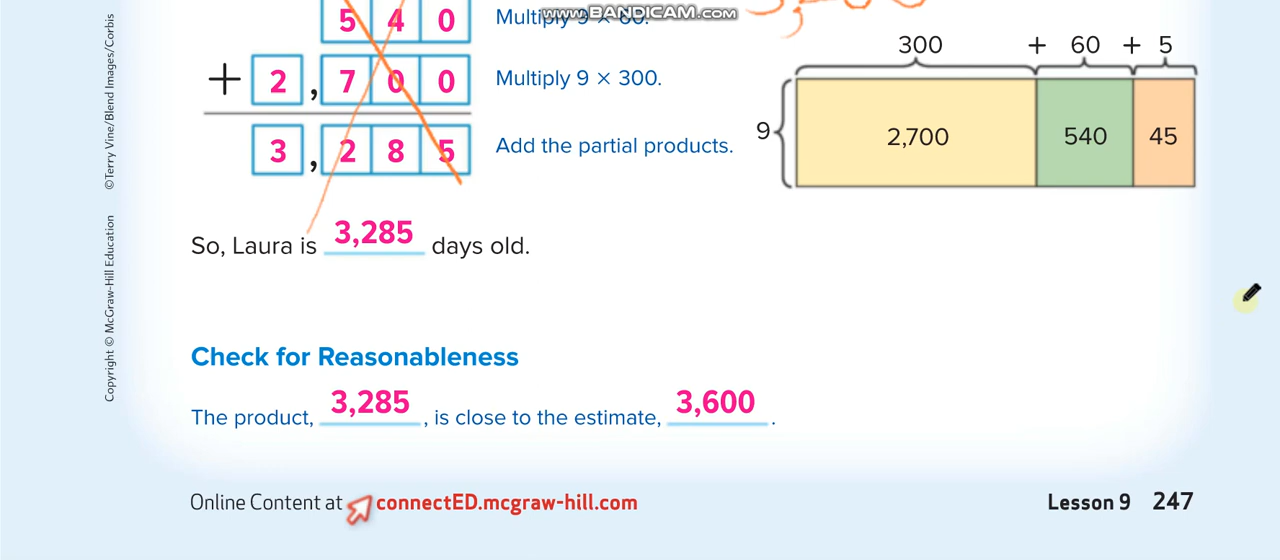 www.BANDICAM.com
5 4 0 Multiply 9 × 60.
+ 2,7 0 0 Multiply 9 × 300.
3,2 8 5 Add the partial products.
300 + 60 + 5
9 2,700 540 45
So, Laura is 3,285 days old.
Check for Reasonableness
The product, 3,285, is close to the estimate, 3,600.
Online Content at connectED.mcgraw-hill.com
Lesson 9 247
Copyright © McGraw-Hill Education ©Terry Vine/Blend Images/Corbis